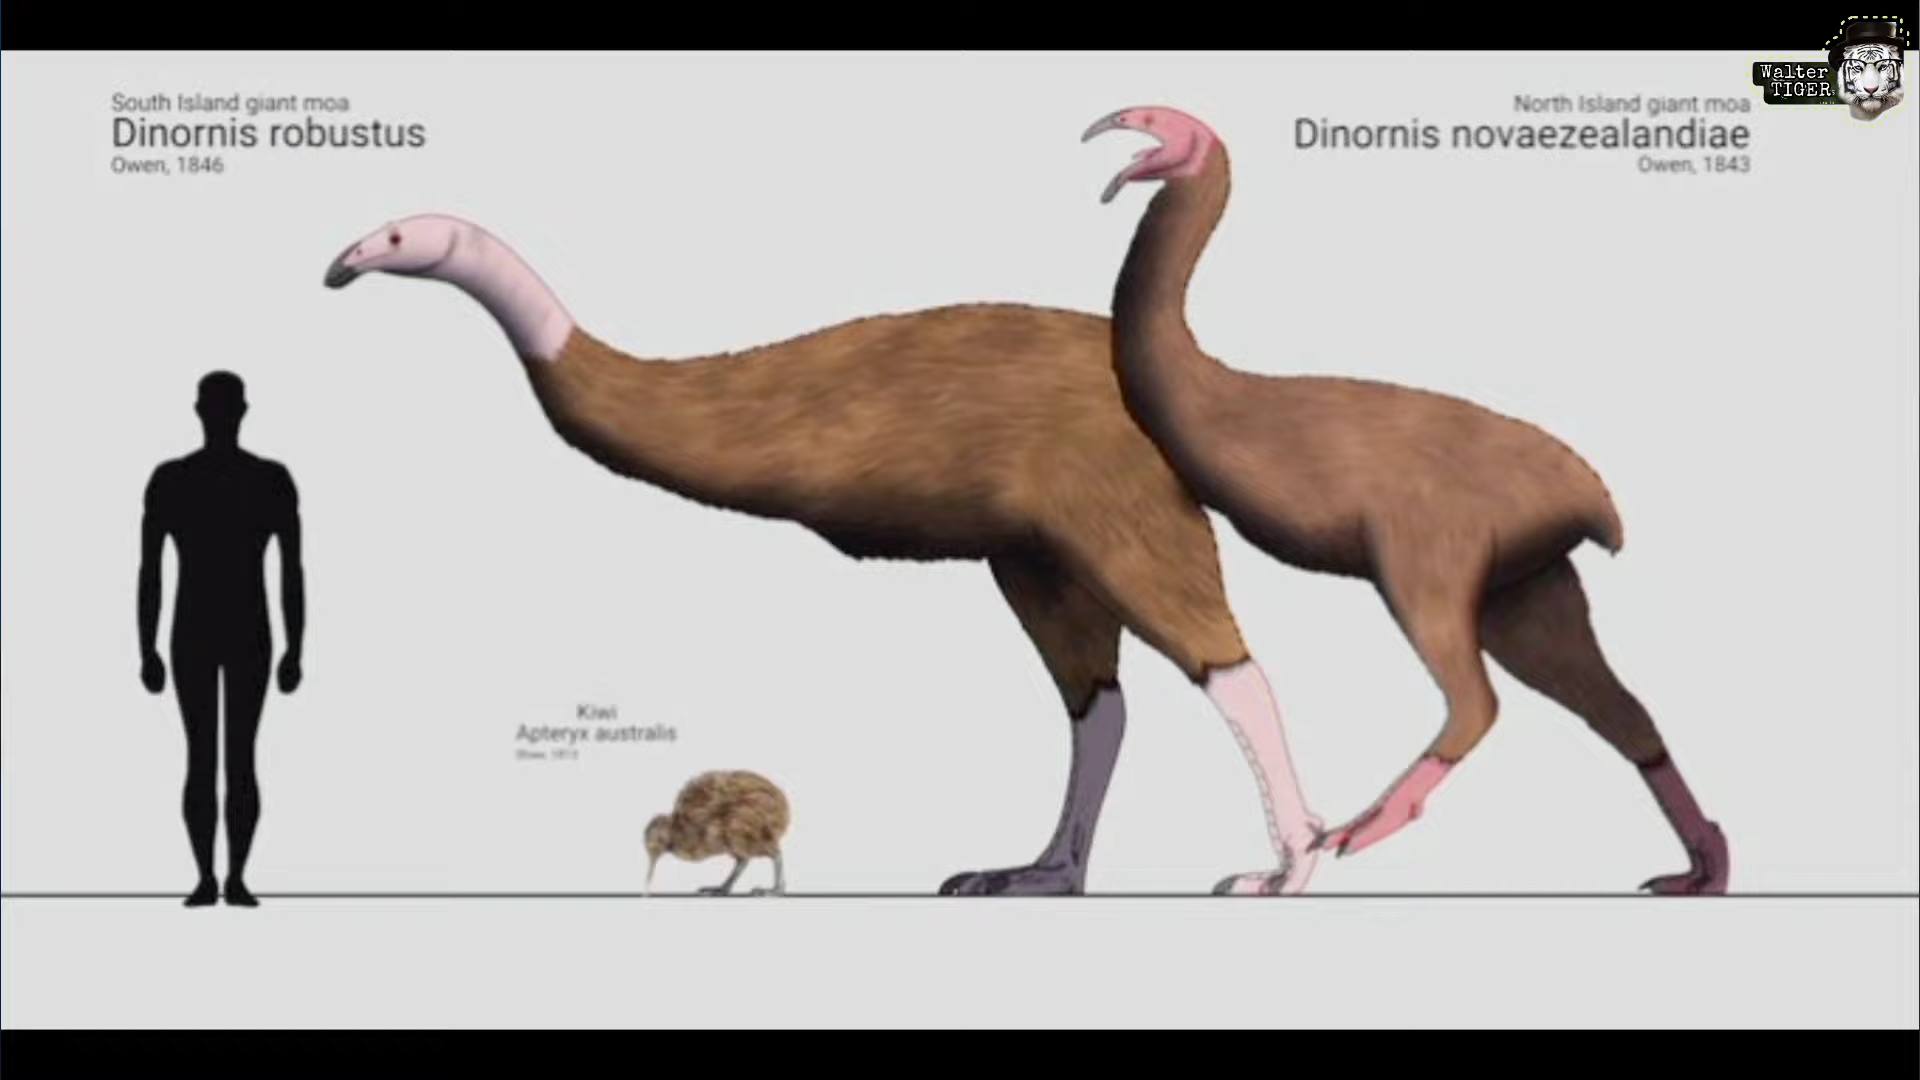 South Island giant moa
Dinornis robustus
Owen, 1846
North Island giant moa
Dinornis novaezealandiae
Owen, 1843
Walter
TIGER
Kiwi
Apteryx australis